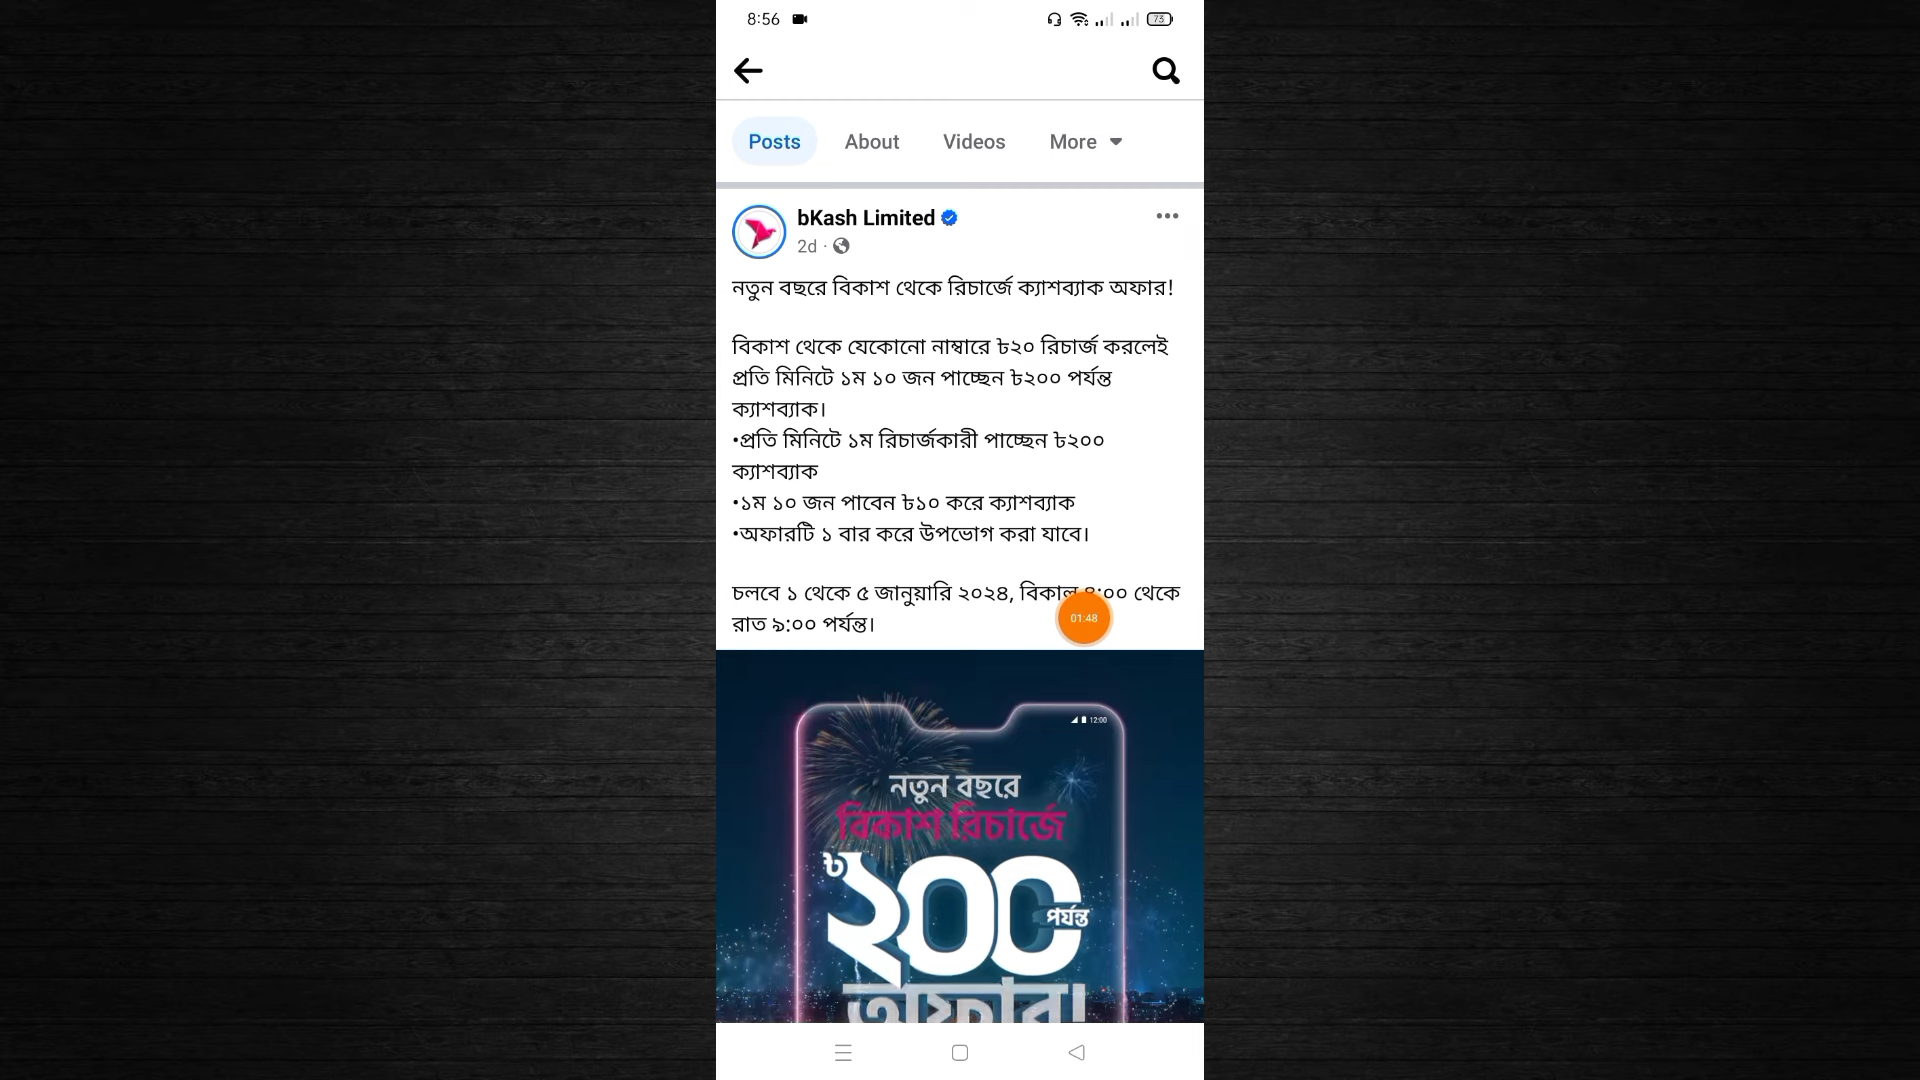 8:56
73
Posts About Videos More
bKash Limited
2d
নতুন বছরে বিকাশ থেকে রিচার্জে ক্যাশব্যাক অফার!
বিকাশ থেকে যেকোনো নাম্বারে ৳২০ রিচার্জ করলেই
প্রতি মিনিটে ১ম ১০ জন পাচ্ছেন ৳২০০ পর্যন্ত
ক্যাশব্যাক।
•প্রতি মিনিটে ১ম রিচার্জকারী পাচ্ছেন ৳২০০
ক্যাশব্যাক
•১ম ১০ জন পাবেন ৳১০ করে ক্যাশব্যাক
•অফারটি ১ বার করে উপভোগ করা যাবে।
চলবে ১ থেকে ৫ জানুয়ারি ২০২৪, বিকাল থেকে
রাত ৯:০০ পর্যন্ত।
01:48
12:00
নতুন বছরে
বিকাশ রিচার্জে
৳২০০
পর্যন্ত
অফার!